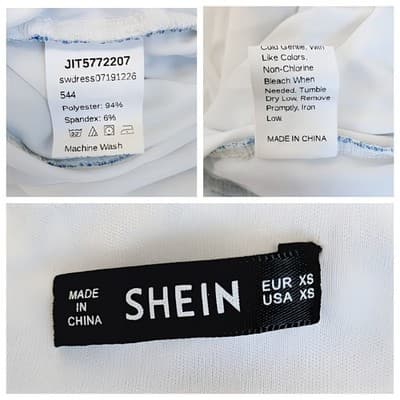 JIT5772207
swdress07191226
544
Polyester: 94%
Spandex: 6%
Machine Wash
Cold Gentle, With
Like Colors,
Non-Chlorine
Bleach When
Needed, Tumble
Dry Low, Remove
Promptly, Iron
Low.
MADE IN CHINA
MADE
IN
CHINA
SHEIN
EUR XS
USA XS